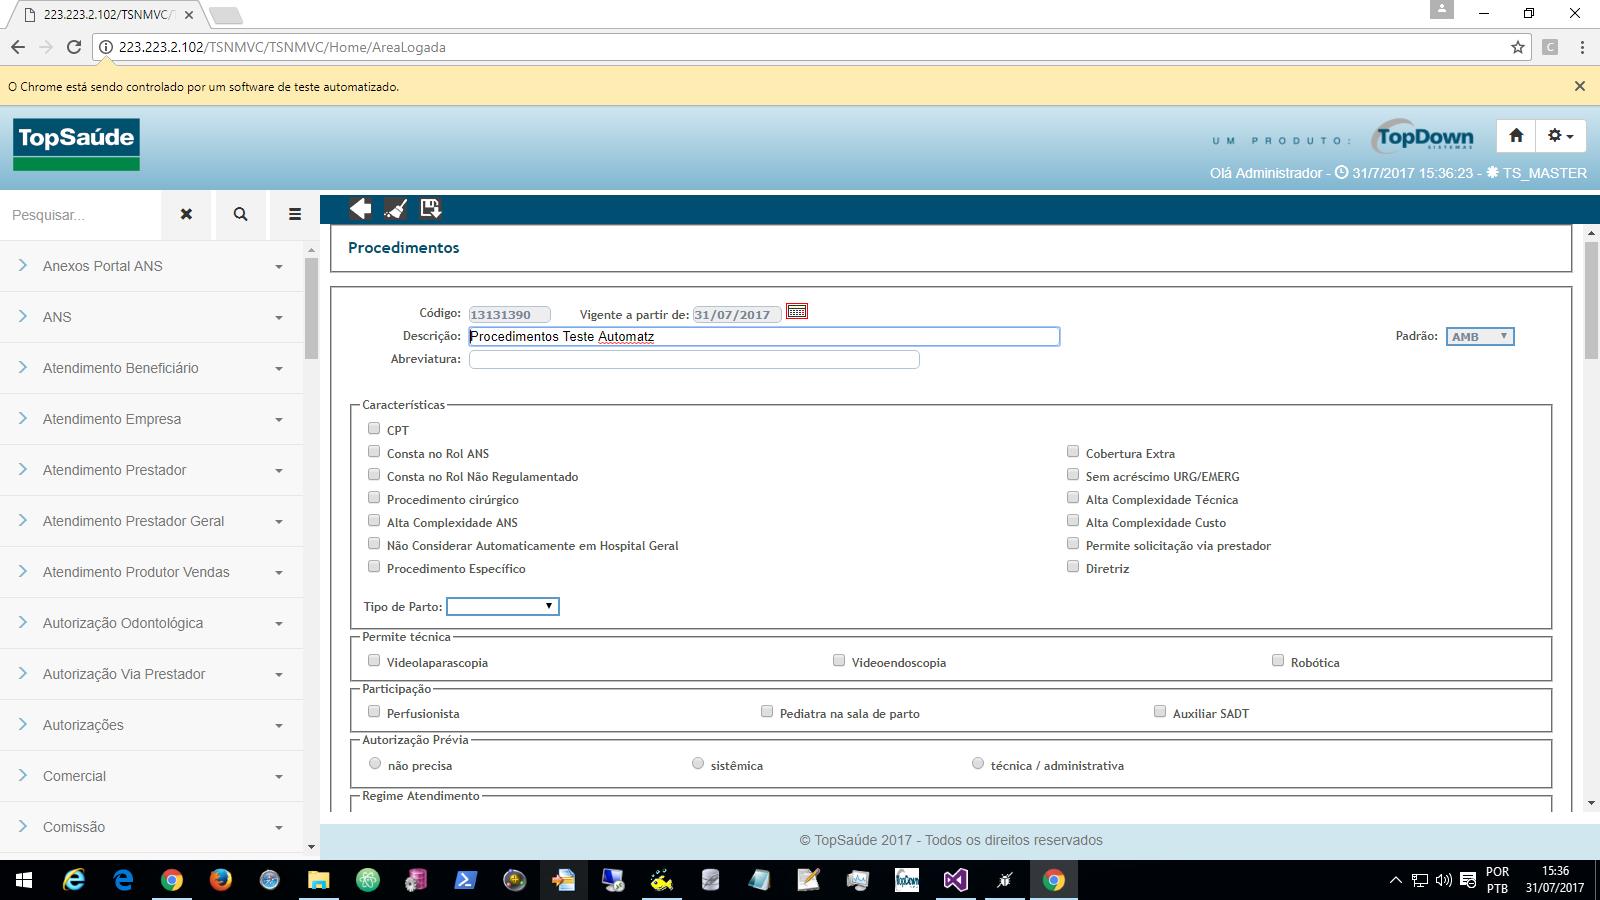 223.223.2.102/TSNMVC/T
223.223.2.102/TSNMVC/TSNMVC/Home/AreaLogada
C
O Chrome está sendo controlado por um software de teste automatizado.
TopSaúde
UM PRODUTO: TopDown
SISTEMAS
Olá Administrador - 31/7/2017 15:36:23 - TS_MASTER
Pesquisar...
Anexos Portal ANS
ANS
Atendimento Beneficiário
Atendimento Empresa
Atendimento Prestador
Atendimento Prestador Geral
Atendimento Produtor Vendas
Autorização Odontológica
Autorização Via Prestador
Autorizações
Comercial
Comissão
Procedimentos
Código: 13131390 Vigente a partir de: 31/07/2017
Descrição: Procedimentos Teste Automatz Padrão: AMB
Abreviatura:
Características
CPT
Consta no Rol ANS Cobertura Extra
Consta no Rol Não Regulamentado Sem acréscimo URG/EMERG
Procedimento cirúrgico Alta Complexidade Técnica
Alta Complexidade ANS Alta Complexidade Custo
Não Considerar Automaticamente em Hospital Geral Permite solicitação via prestador
Procedimento Específico Diretriz
Tipo de Parto:
Permite técnica
Videolaparascopia Videoendoscopia Robótica
Participação
Perfusionista Pediatra na sala de parto Auxiliar SADT
Autorização Prévia
não precisa sistêmica técnica / administrativa
Regime Atendimento
© TopSaúde 2017 - Todos os direitos reservados
TopDown
POR
PTB
15:36
31/07/2017